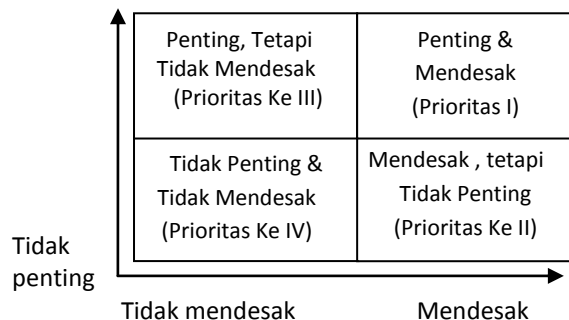 Penting, Tetapi
Tidak Mendesak
(Prioritas Ke III)
Penting &
Mendesak
(Prioritas I)
Tidak Penting &
Tidak Mendesak
(Prioritas Ke IV)
Mendesak , tetapi
Tidak Penting
(Prioritas Ke II)
Tidak
penting
Tidak mendesak
Mendesak